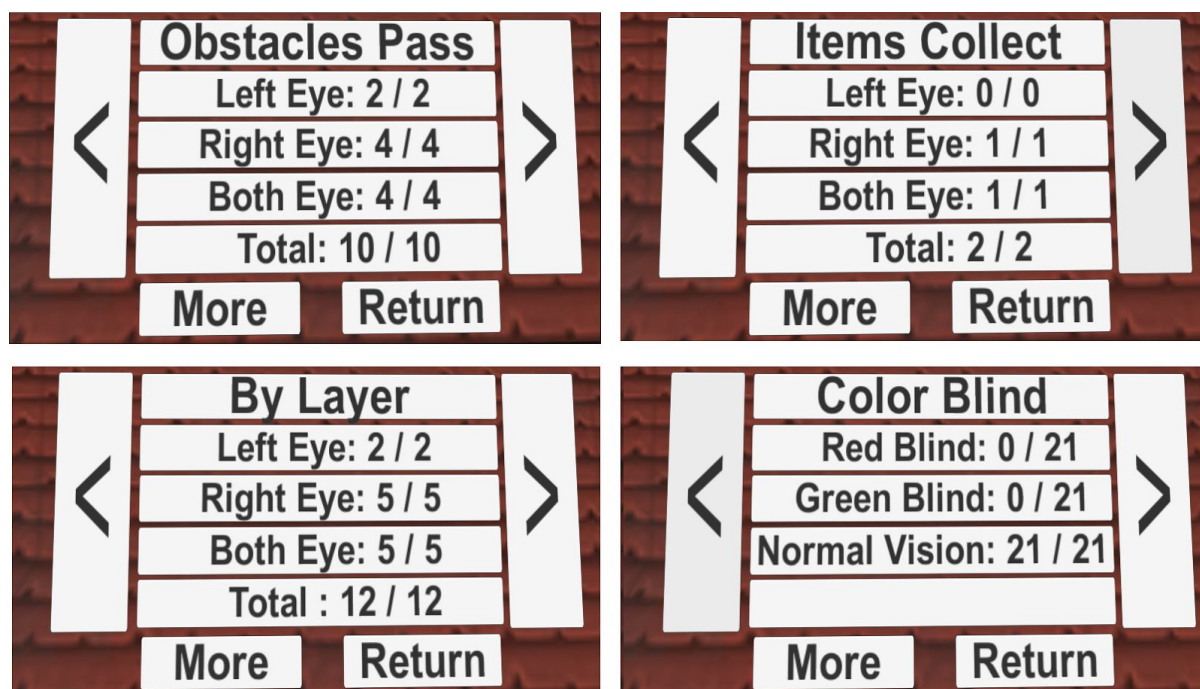 Obstacles Pass
<
Left Eye: 2 / 2
Right Eye: 4 / 4
Both Eye: 4 / 4
Total: 10 / 10
>
More
Return
Items Collect
<
Left Eye: 0 / 0
Right Eye: 1 / 1
Both Eye: 1 / 1
Total: 2 / 2
>
More
Return
By Layer
<
Left Eye: 2 / 2
Right Eye: 5 / 5
Both Eye: 5 / 5
Total : 12 / 12
>
More
Return
Color Blind
<
Red Blind: 0 / 21
Green Blind: 0 / 21
Normal Vision: 21 / 21
>
More
Return